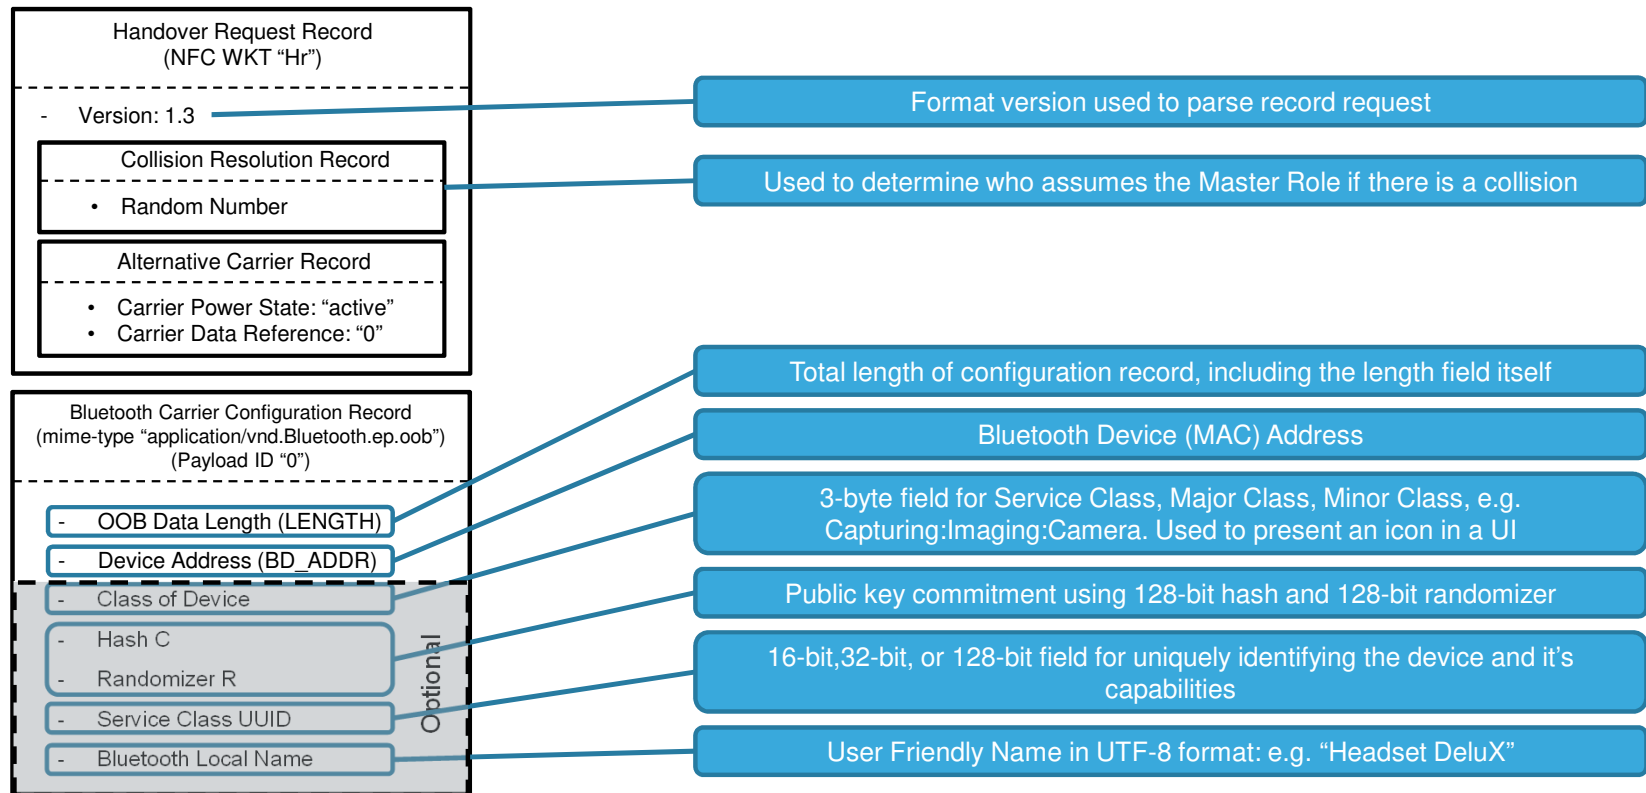 Handover Request Record
(NFC WKT “Hr”)
- Version: 1.3
Collision Resolution Record
• Random Number
Alternative Carrier Record
• Carrier Power State: “active”
• Carrier Data Reference: “0”
Bluetooth Carrier Configuration Record
(mime-type “application/vnd.Bluetooth.ep.oob”)
(Payload ID “0”)
- OOB Data Length (LENGTH)
- Device Address (BD_ADDR)
- Class of Device
- Hash C
- Randomizer R
- Service Class UUID
- Bluetooth Local Name
Optional
Format version used to parse record request
Used to determine who assumes the Master Role if there is a collision
Total length of configuration record, including the length field itself
Bluetooth Device (MAC) Address
3-byte field for Service Class, Major Class, Minor Class, e.g.
Capturing:Imaging:Camera. Used to present an icon in a UI
Public key commitment using 128-bit hash and 128-bit randomizer
16-bit,32-bit, or 128-bit field for uniquely identifying the device and it’s
capabilities
User Friendly Name in UTF-8 format: e.g. “Headset DeluX”